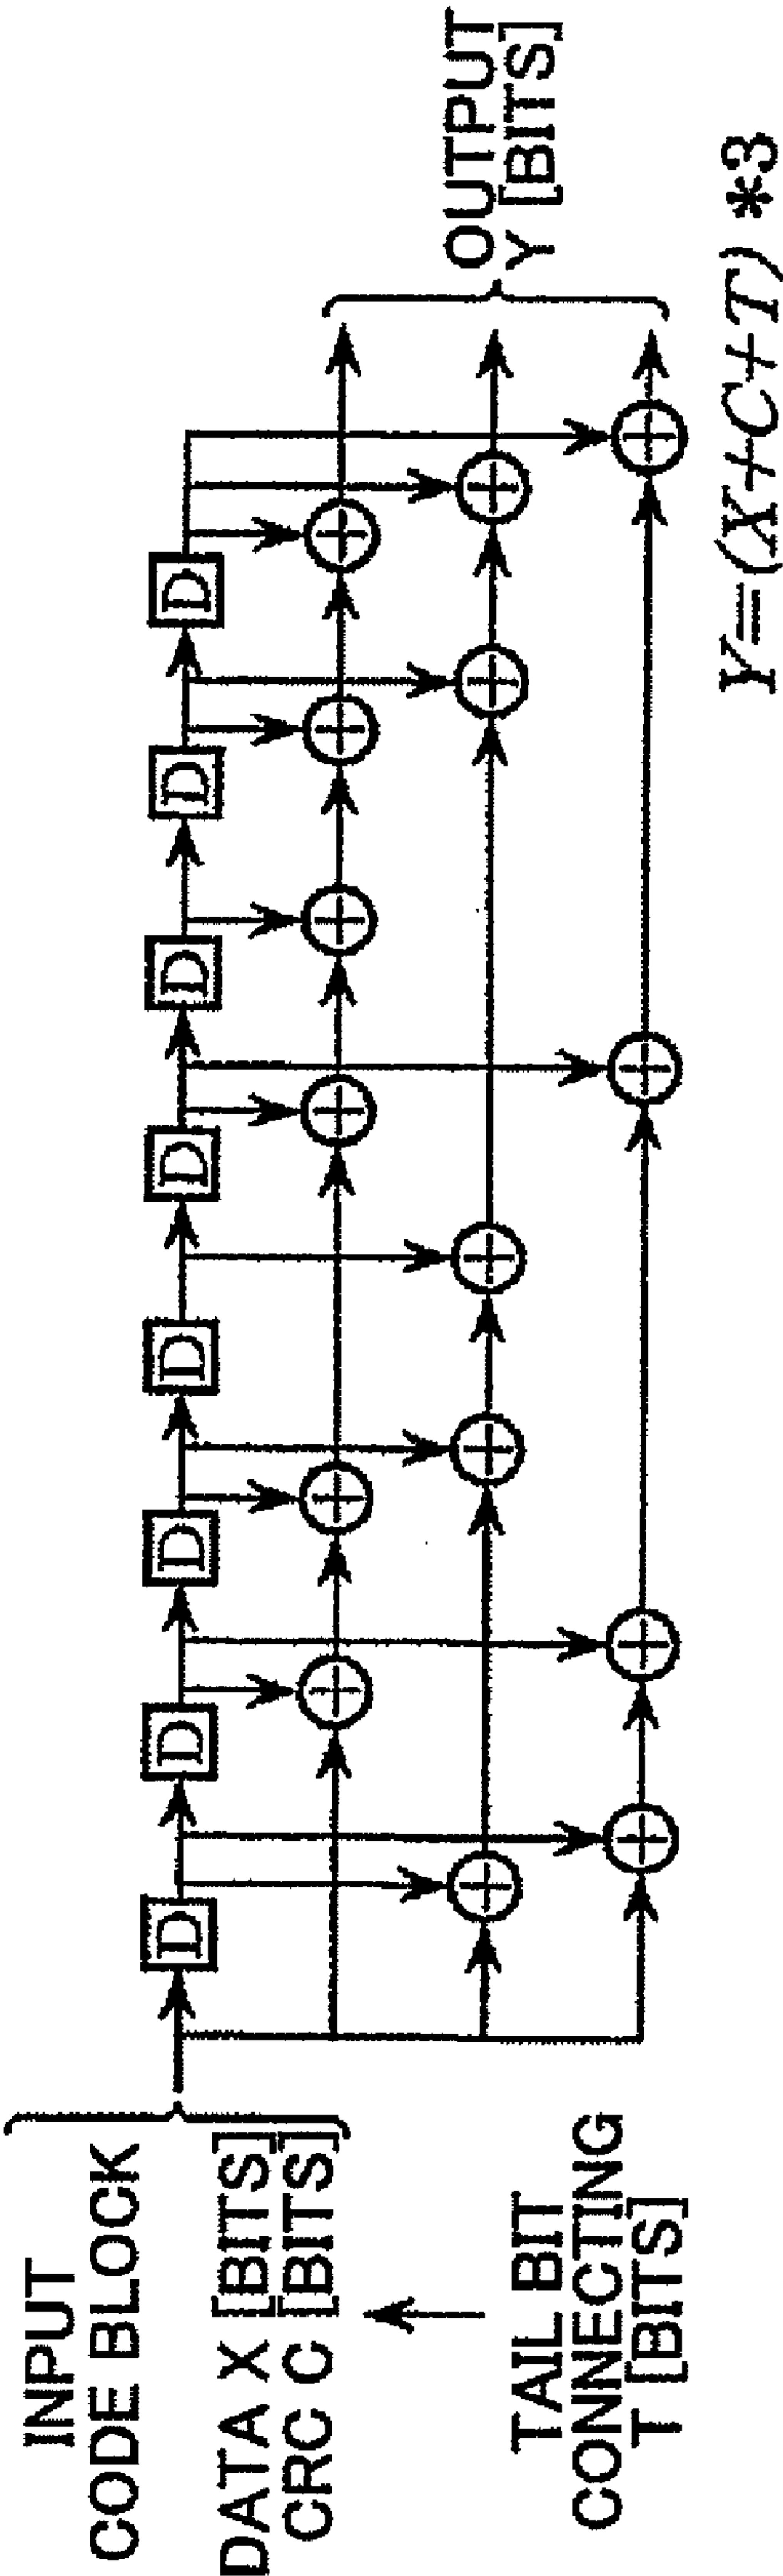 INPUT
CODE BLOCK
DATA X [BITS]
CRC C [BITS]
TAIL BIT
CONNECTING
T [BITS]
D
D
D
D
D
D
D
D
OUTPUT
Y [BITS]
Y=(X+C+T) *3